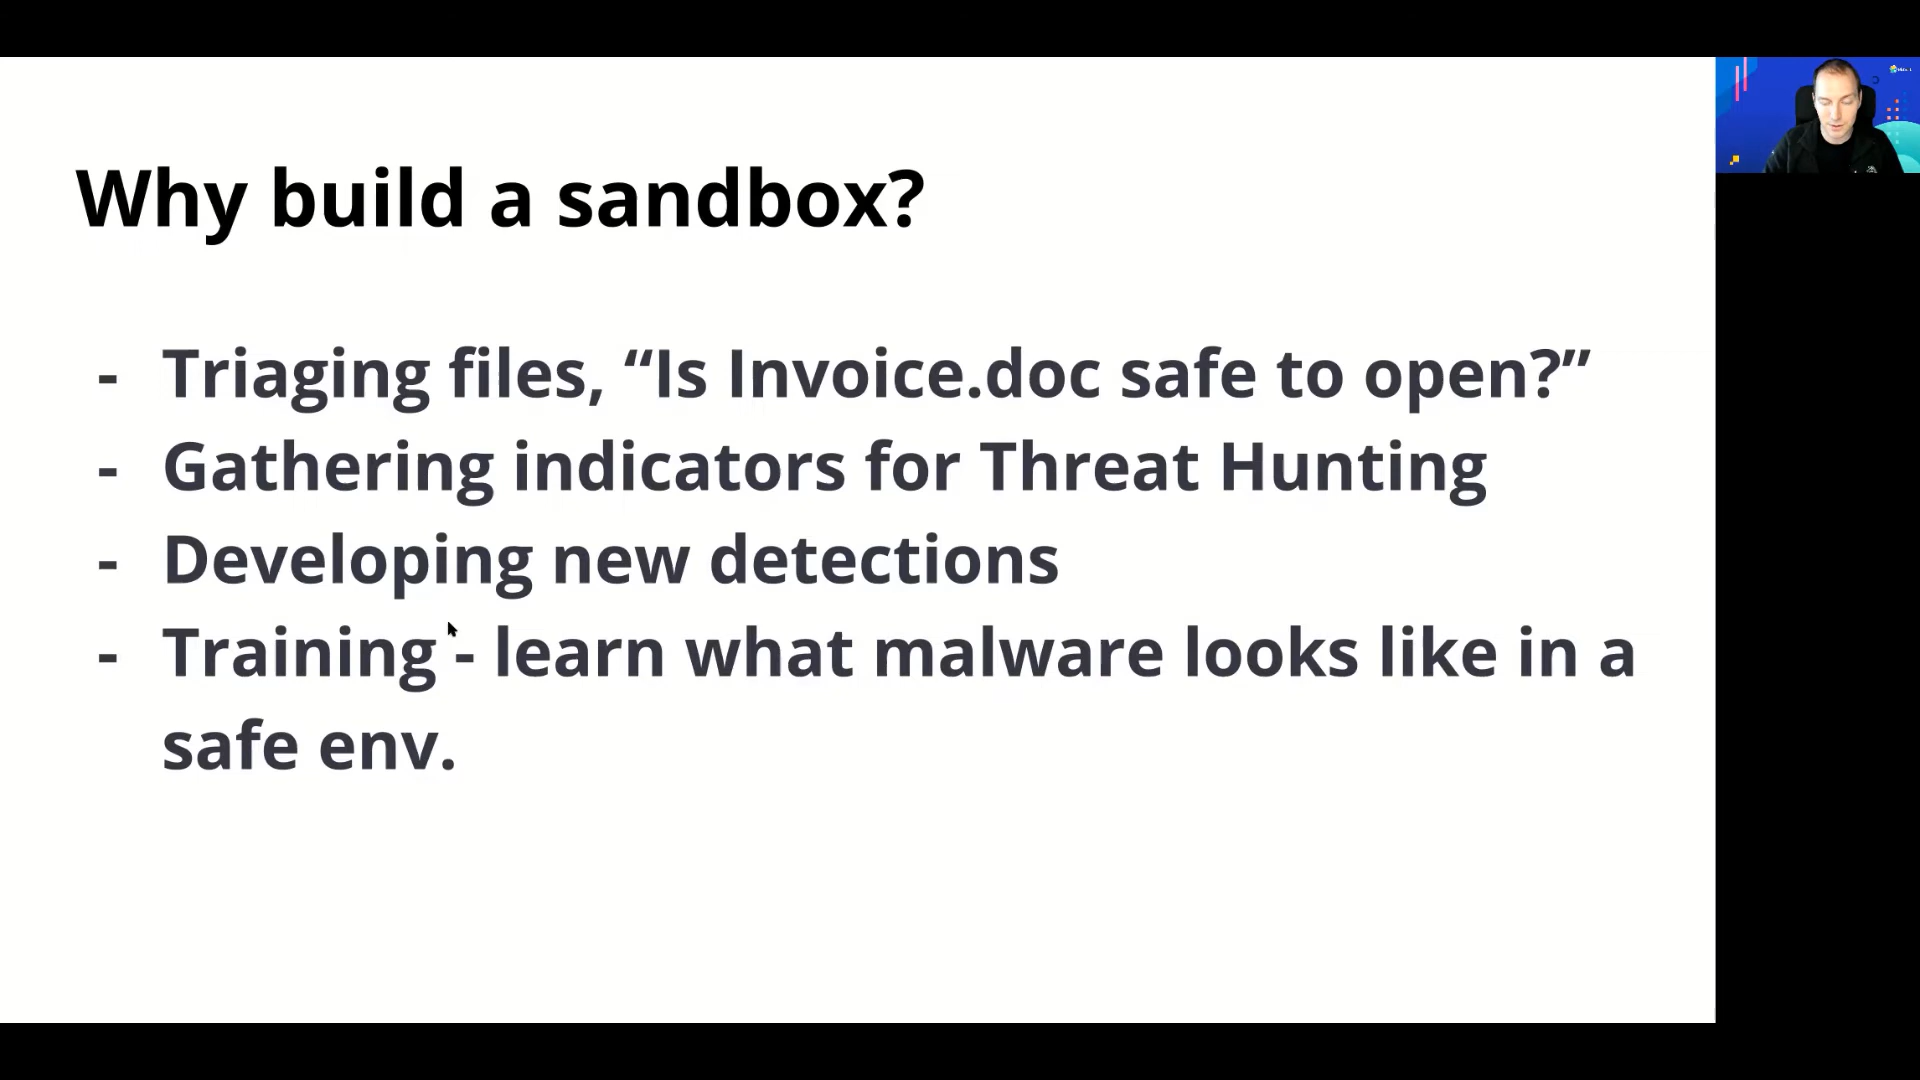 Why build a sandbox?
- Triaging files, “Is Invoice.doc safe to open?”
- Gathering indicators for Threat Hunting
- Developing new detections
- Training - learn what malware looks like in a
safe env.